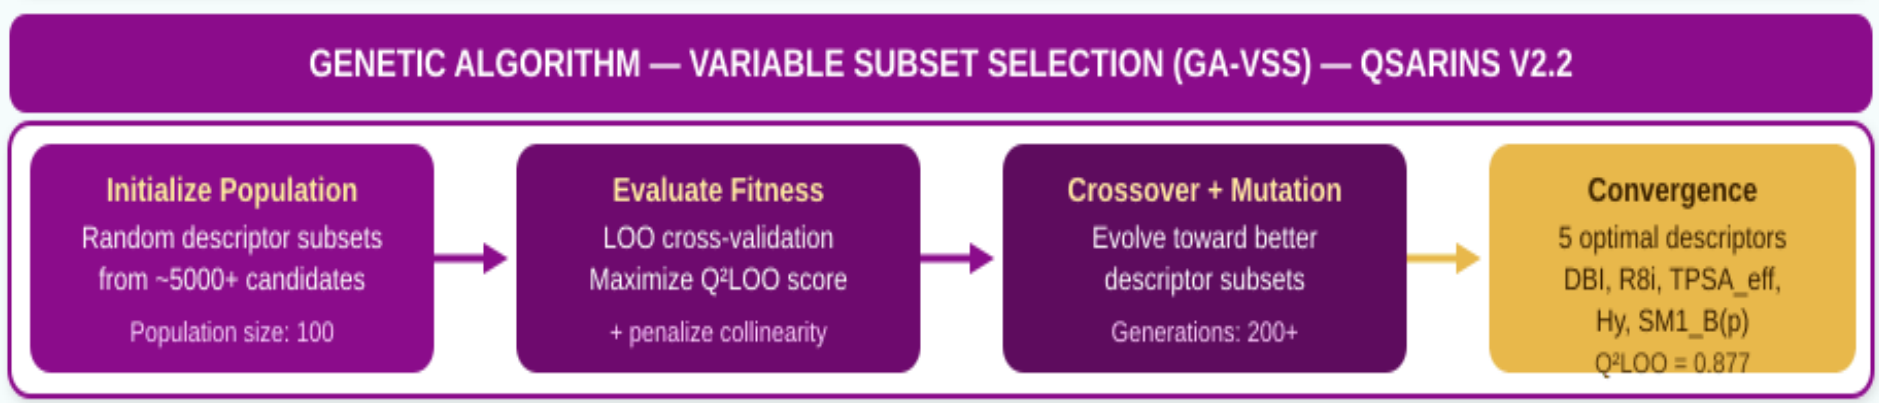 GENETIC ALGORITHM — VARIABLE SUBSET SELECTION (GA-VSS) — QSARINS V2.2
Initialize Population
Random descriptor subsets
from ~5000+ candidates
Population size: 100
Evaluate Fitness
LOO cross-validation
Maximize Q²LOO score
+ penalize collinearity
Crossover + Mutation
Evolve toward better
descriptor subsets
Generations: 200+
Convergence
5 optimal descriptors
DBI, R8i, TPSA_eff,
Hy, SM1_B(p)
Q²LOO = 0.877